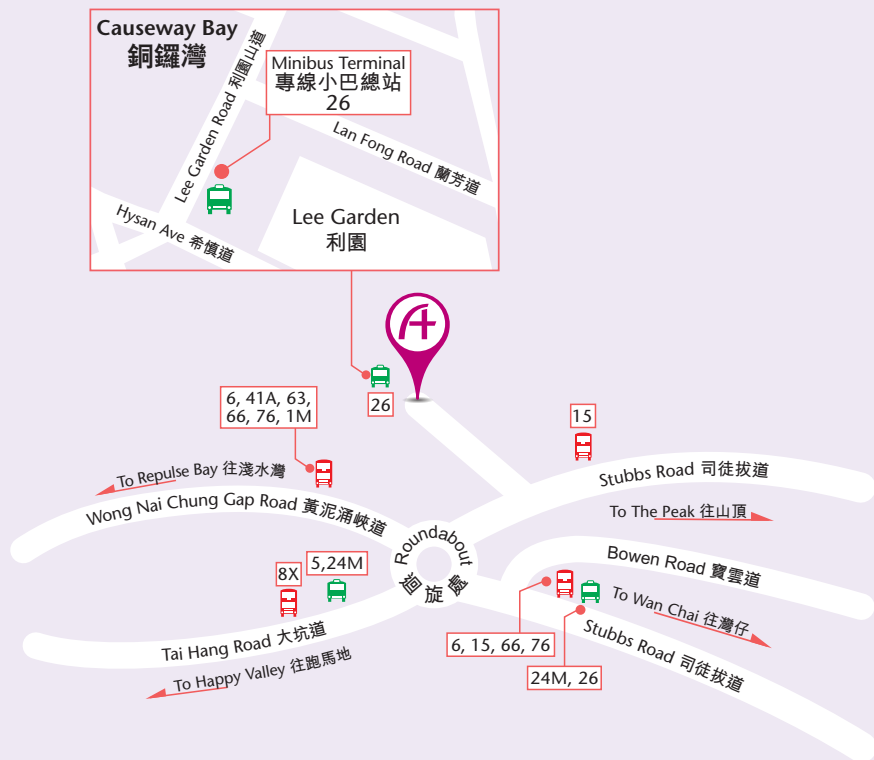 Causeway Bay
銅鑼灣
Minibus Terminal
專線小巴總站
26
Lee Garden Road 利園山道
Lan Fong Road 蘭芳道
Hysan Ave 希慎道
Lee Garden
利園
26
6, 41A, 63,
66, 76, 1M
15
To Repulse Bay 往淺水灣
Wong Nai Chung Gap Road 黃泥涌峽道
Stubbs Road 司徒拔道
To The Peak 往山頂
Roundabout
迴旋處
Bowen Road 寶雲道
8X
5,24M
To Wan Chai 往灣仔
Tai Hang Road 大坑道
6, 15, 66, 76
Stubbs Road 司徒拔道
To Happy Valley 往跑馬地
24M, 26